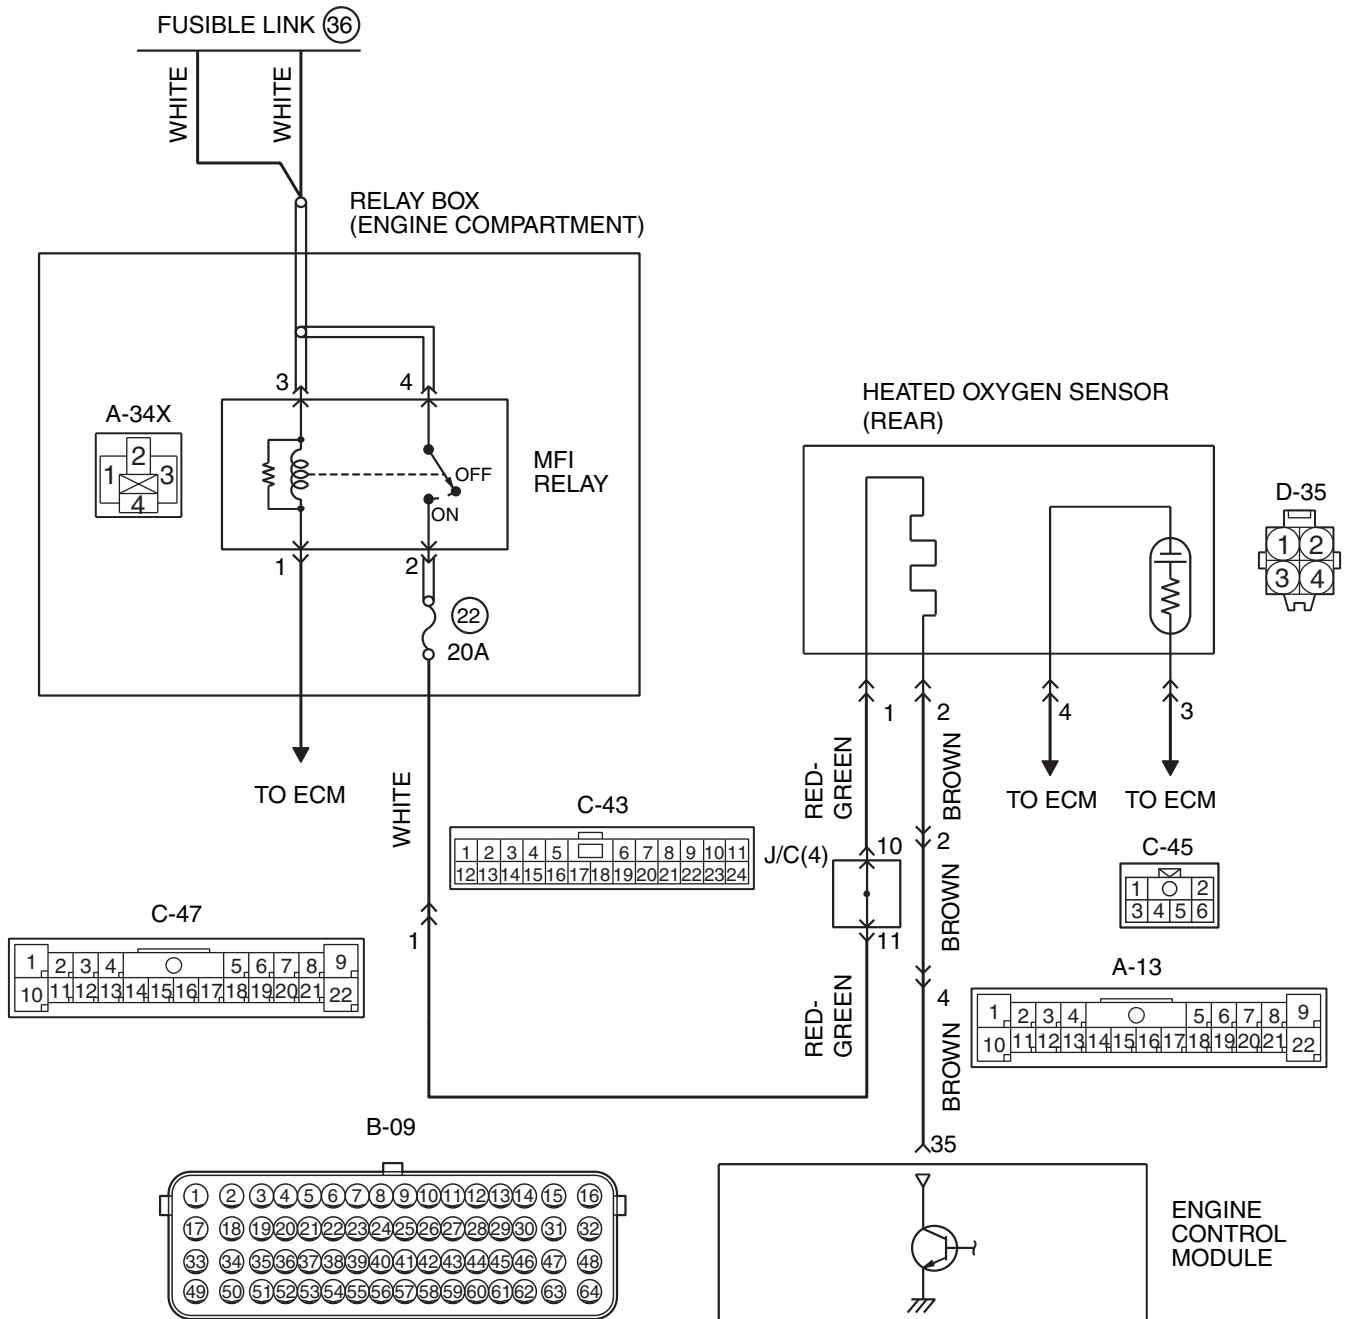 FUSIBLE LINK 36
WHITE
WHITE
RELAY BOX
(ENGINE COMPARTMENT)
3
4
A-34X
2
1
3
4
OFF
ON
MFI
RELAY
1
2
22
20A
TO ECM
WHITE
1
HEATED OXYGEN SENSOR
(REAR)
D-35
1 2
3 4
1
2
4
3
RED-
GREEN
BROWN
TO ECM
TO ECM
C-43
1 2 3 4 5 6 7 8 9 10 11
12 13 14 15 16 17 18 19 20 21 22 23 24
J/C(4)
10
11
2
BROWN
C-45
1 2
3 4 5 6
C-47
1 2 3 4 5 6 7 8 9
10 11 12 13 14 15 16 17 18 19 20 21 22
RED-
GREEN
4
BROWN
A-13
1 2 3 4 5 6 7 8 9
10 11 12 13 14 15 16 17 18 19 20 21 22
35
B-09
1 2 3 4 5 6 7 8 9 10 11 12 13 14 15 16
17 18 19 20 21 22 23 24 25 26 27 28 29 30 31 32
33 34 35 36 37 38 39 40 41 42 43 44 45 46 47 48
49 50 51 52 53 54 55 56 57 58 59 60 61 62 63 64
ENGINE
CONTROL
MODULE